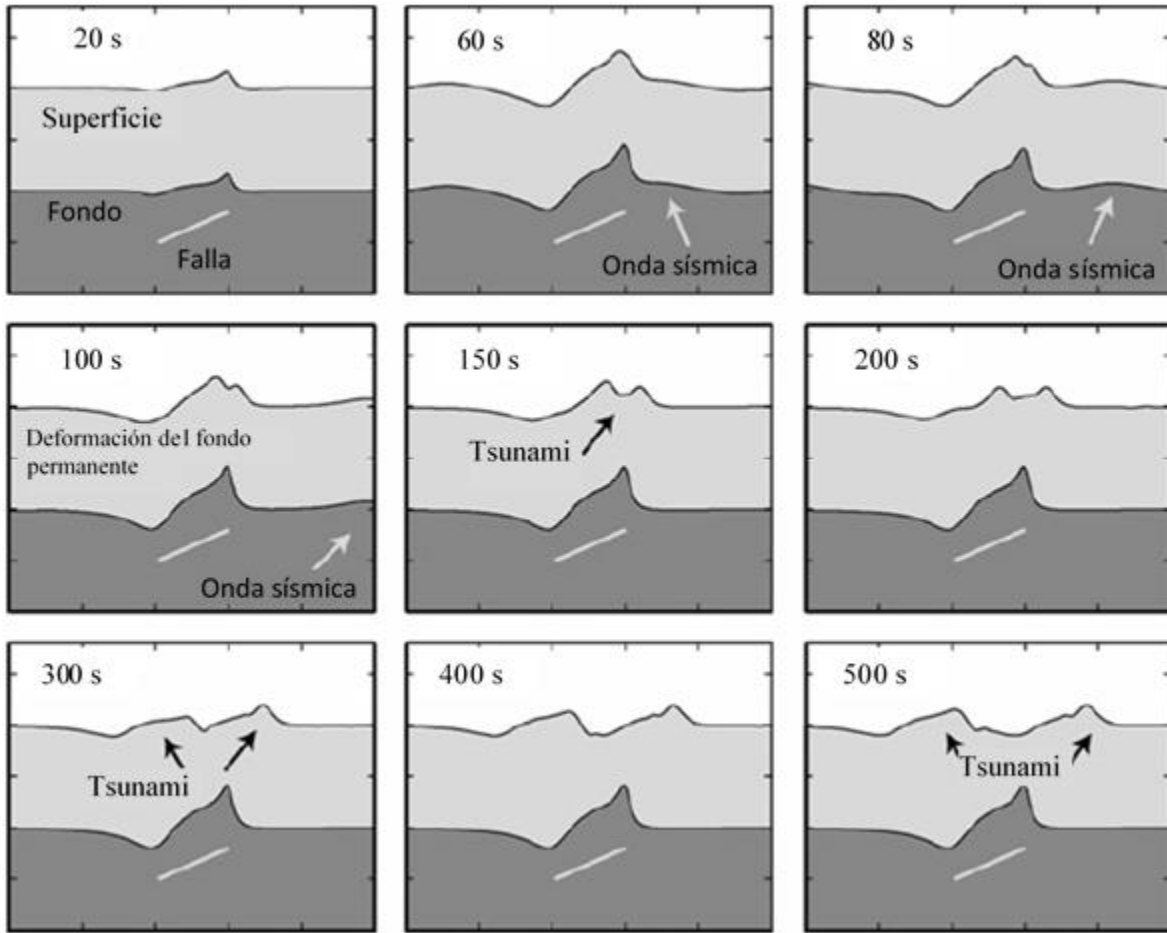 20 s
Superficie
Fondo
Falla
60 s
Onda sísmica
80 s
Onda sísmica
100 s
Deformación del fondo
permanente
Onda sísmica
150 s
Tsunami
200 s
300 s
Tsunami
400 s
500 s
Tsunami